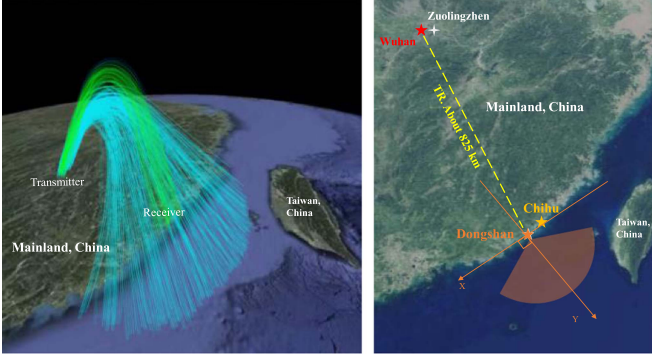 Transmitter
Receiver
Mainland, China
Taiwan,
China
Zuolingzhen
Wuhan
TR. About 825 km
Mainland, China
Chihu
Dongshan
Taiwan,
China
X
Y